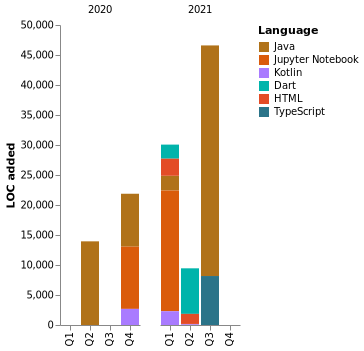 2020
2021
50,000
45,000
40,000
35,000
30,000
25,000
20,000
15,000
10,000
5,000
0
LOC added
Q1
Q2
Q3
Q4
Q1
Q2
Q3
Q4
Language
Java
Jupyter Notebook
Kotlin
Dart
HTML
TypeScript